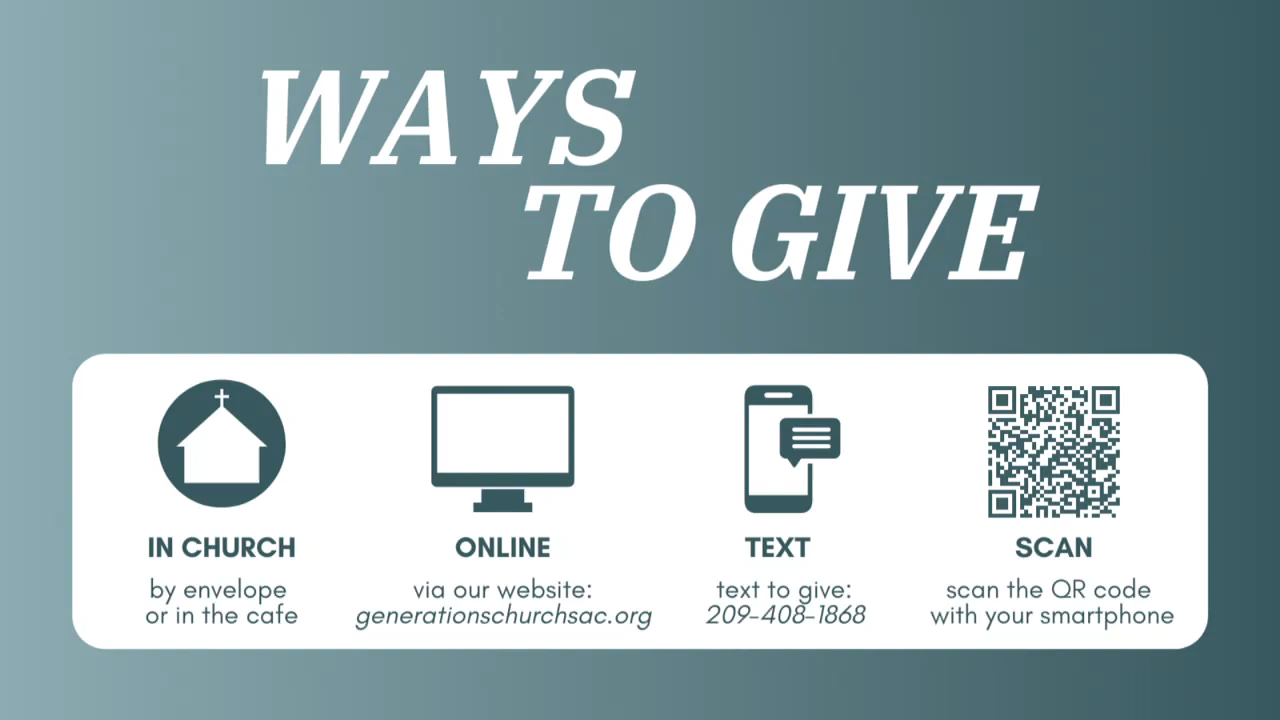 WAYS
TO GIVE
IN CHURCH
by envelope
or in the cafe
ONLINE
via our website:
generationschurchsac.org
TEXT
text to give:
209-408-1868
SCAN
scan the QR code
with your smartphone